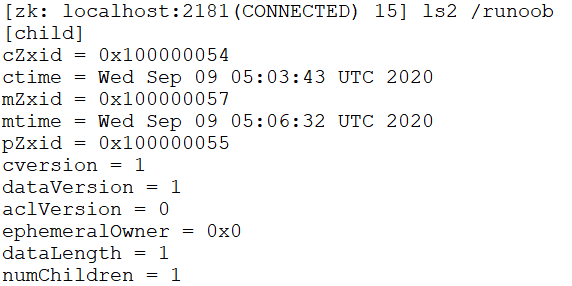 [zk: localhost:2181(CONNECTED) 15] ls2 /runoob
[child]
cZxid = 0x100000054
ctime = Wed Sep 09 05:03:43 UTC 2020
mZxid = 0x100000057
mtime = Wed Sep 09 05:06:32 UTC 2020
pZxid = 0x100000055
cversion = 1
dataVersion = 1
aclVersion = 0
ephemeralOwner = 0x0
dataLength = 1
numChildren = 1